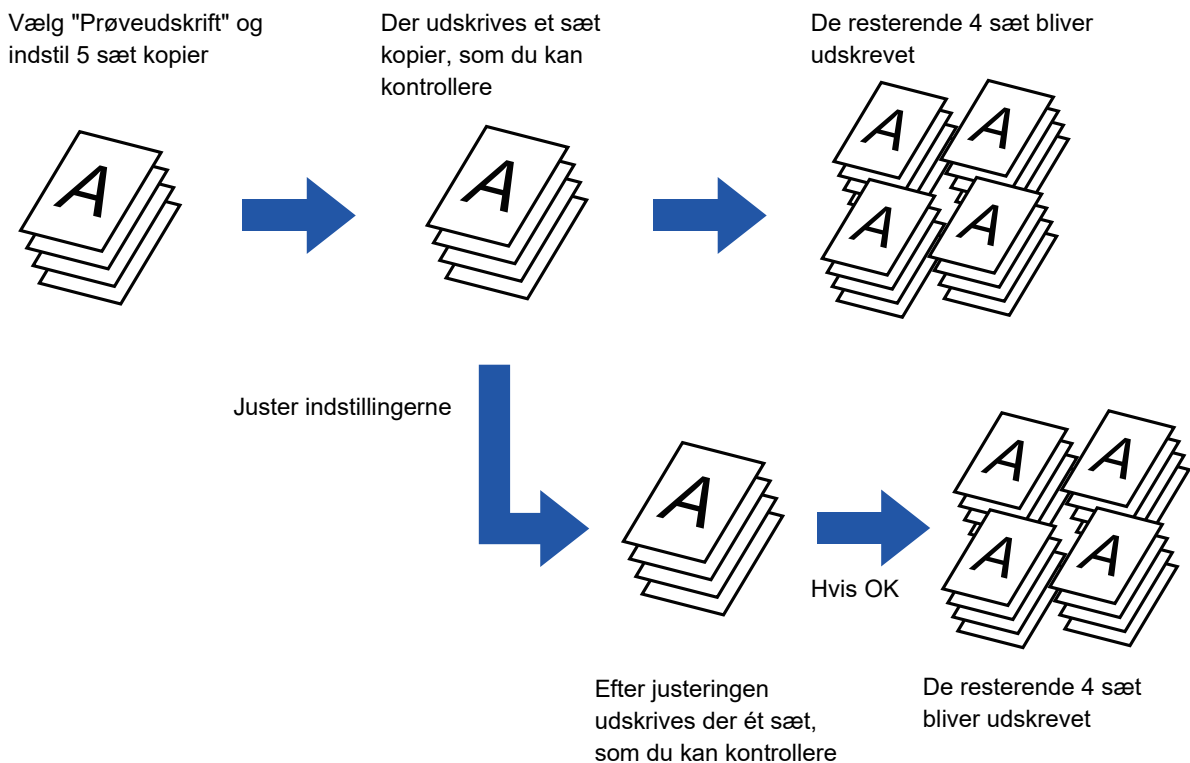 Vælg "Prøveudskrift" og
indstil 5 sæt kopier
Der udskrives et sæt
kopier, som du kan
kontrollere
De resterende 4 sæt bliver
udskrevet
A
A
A
A
A
A
Juster indstillingerne
A
Hvis OK
A
A
A
A
Efter justeringen
udskrives der ét sæt,
som du kan kontrollere
De resterende 4 sæt
bliver udskrevet